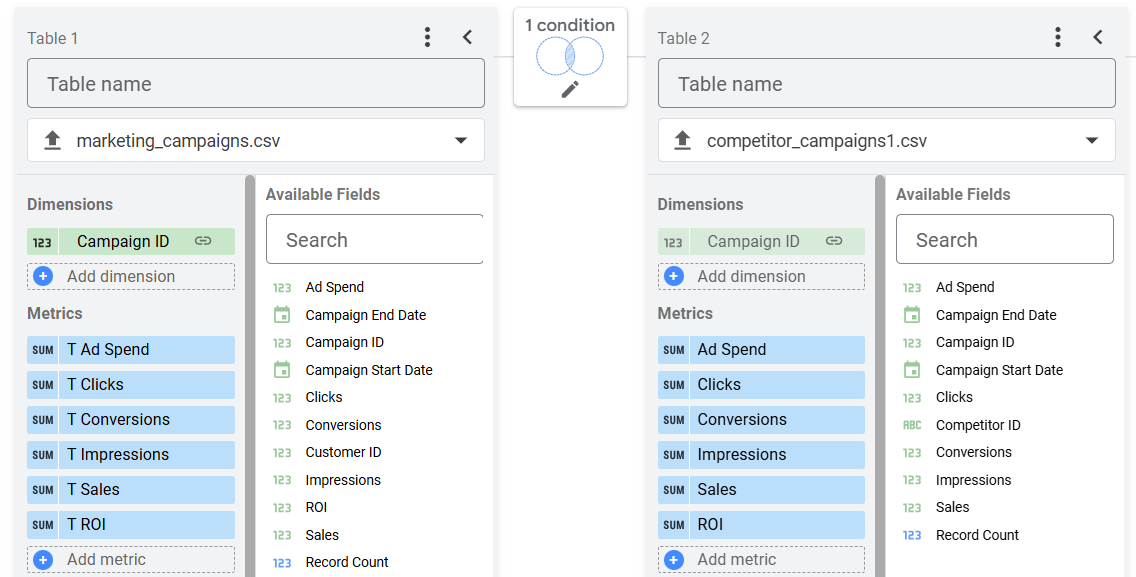 Table 1
Table name
marketing_campaigns.csv
Dimensions
123 Campaign ID
Add dimension
Metrics
SUM T Ad Spend
SUM T Clicks
SUM T Conversions
SUM T Impressions
SUM T Sales
SUM T ROI
Add metric
Available Fields
Search
123 Ad Spend
Campaign End Date
123 Campaign ID
Campaign Start Date
123 Clicks
123 Conversions
123 Customer ID
123 Impressions
123 ROI
123 Sales
123 Record Count
1 condition
Table 2
Table name
competitor_campaigns1.csv
Dimensions
123 Campaign ID
Add dimension
Metrics
SUM Ad Spend
SUM Clicks
SUM Conversions
SUM Impressions
SUM Sales
SUM ROI
Add metric
Available Fields
Search
123 Ad Spend
Campaign End Date
123 Campaign ID
Campaign Start Date
123 Clicks
ABC Competitor ID
123 Conversions
123 Impressions
123 Sales
123 Record Count